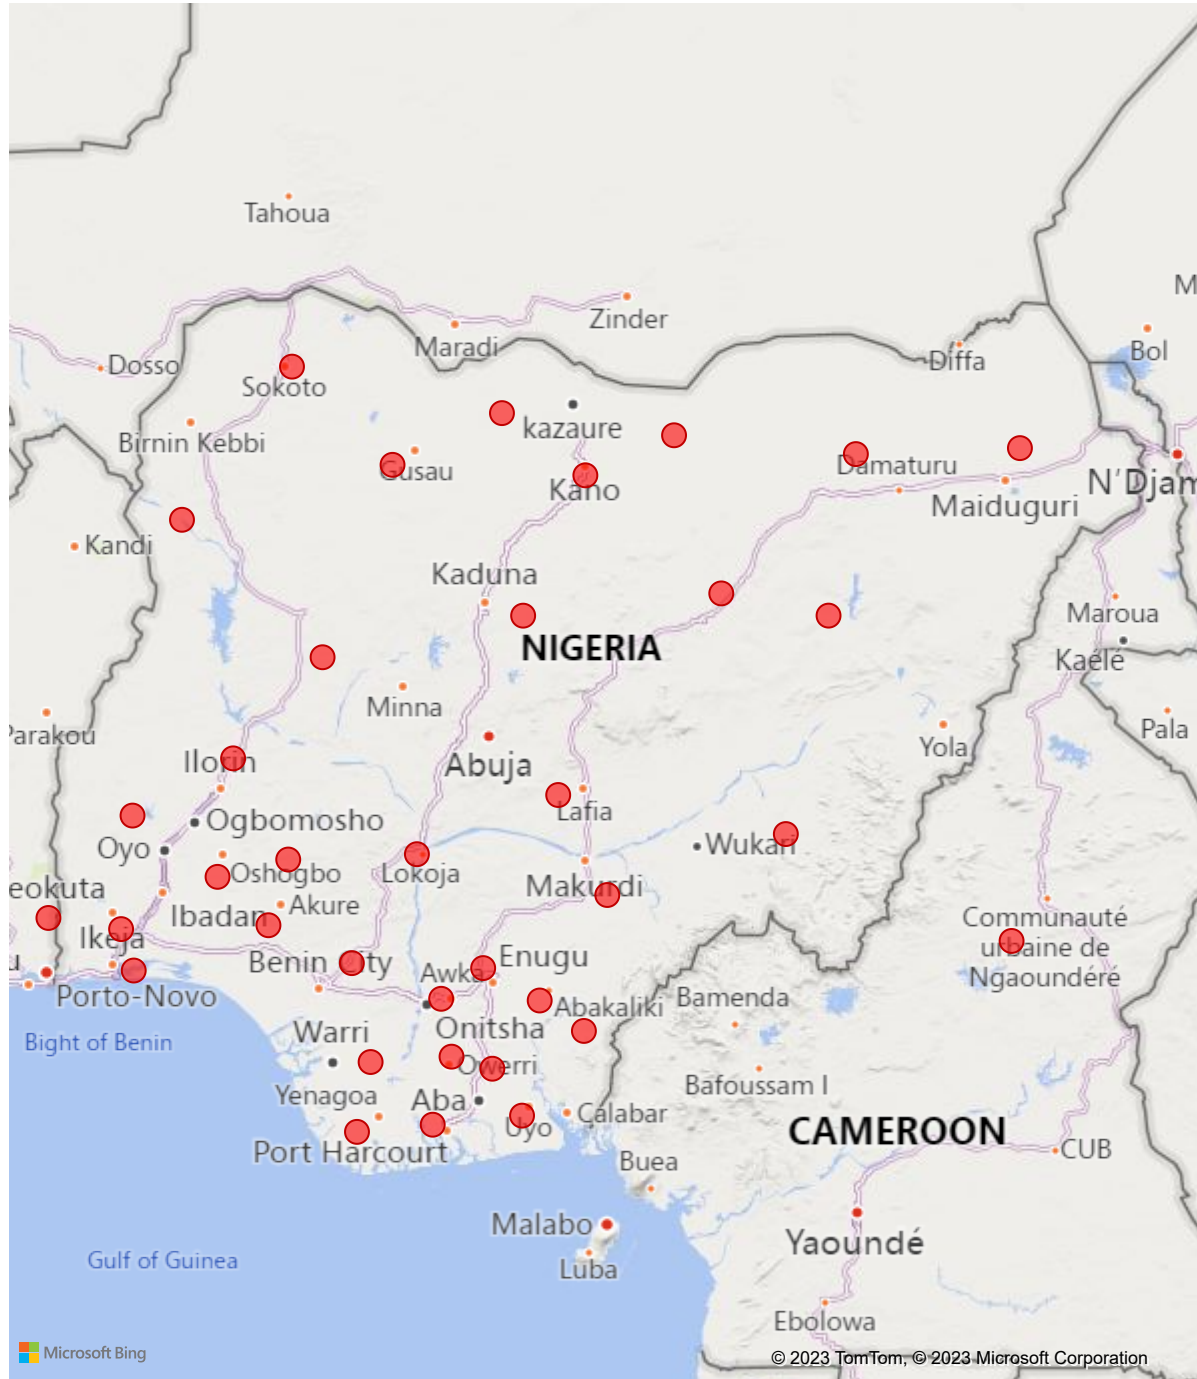 Tahoua
Zinder
Maradi
Diffa
Bol
Dosso
Sokoto
Birnin Kebbi
kazaure
Gusau
Kano
Damaturu
Maiduguri
N'Djam
Kandi
Kaduna
Maroua
NIGERIA
Kaélé
Minna
Parakou
Pala
Yola
Ilorin
Abuja
Lafia
Ogbomosho
Oyo
Wukari
Oshogbo
Lokoja
eokuta
Makurdi
Ibadan
Akure
Communauté
urbaine de
Ngaoundéré
Ikeja
Benin City
Enugu
Awka
u
Porto-Novo
Abakaliki
Bamenda
Onitsha
Warri
Bight of Benin
Owerri
Yenagoa
Bafoussam I
Aba
Calabar
Uyo
CAMEROON
Port Harcourt
CUB
Buea
Malabo
Yaoundé
Gulf of Guinea
Luba
Ebolowa
Microsoft Bing
© 2023 TomTom, © 2023 Microsoft Corporation